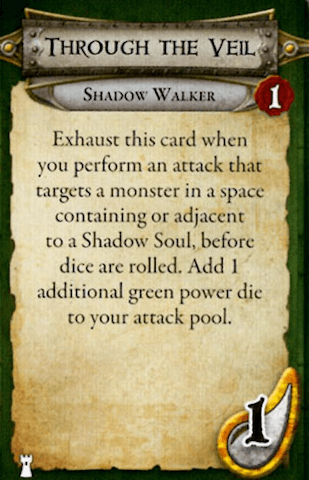 THROUGH THE VEIL
SHADOW WALKER
1
Exhaust this card when
you perform an attack that
targets a monster in a space
containing or adjacent
to a Shadow Soul, before
dice are rolled. Add 1
additional green power die
to your attack pool.
1